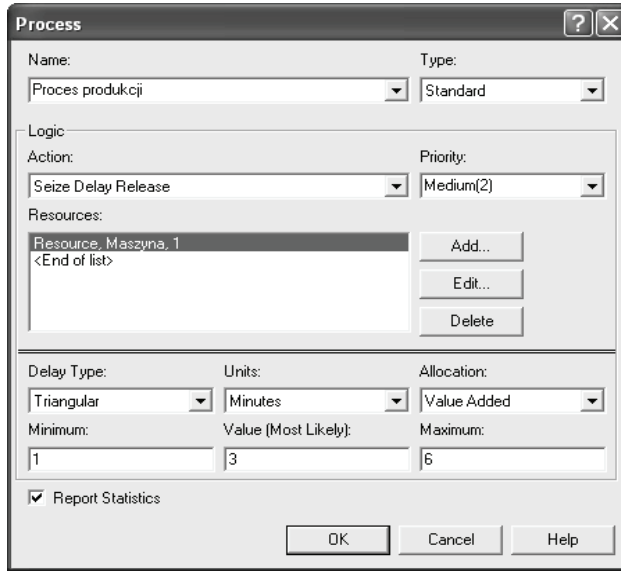 Process
Name: Type:
Proces produkcji Standard
Logic
Action: Priority:
Seize Delay Release Medium(2)
Resources:
Resource, Maszyna, 1
<End of list>
Add...
Edit...
Delete
Delay Type: Units: Allocation:
Triangular Minutes Value Added
Minimum: Value (Most Likely): Maximum:
1 3 6
Report Statistics
OK Cancel Help